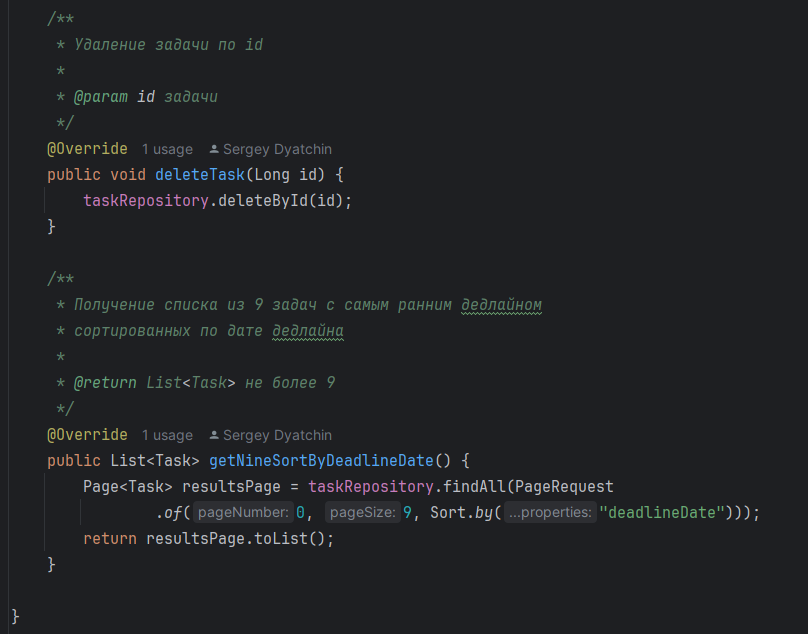 /**
 * Удаление задачи по id
 *
 * @param id задачи
 */
@Override 1 usage Sergey Dyatchin
public void deleteTask(Long id) {
    taskRepository.deleteById(id);
}
/**
 * Получение списка из 9 задач с самым ранним дедлайном
 * сортированных по дате дедлайна
 *
 * @return List<Task> не более 9
 */
@Override 1 usage Sergey Dyatchin
public List<Task> getNineSortByDeadlineDate() {
    Page<Task> resultsPage = taskRepository.findAll(PageRequest
            .of( pageNumber: 0, pageSize: 9, Sort.by( ...properties: "deadlineDate")));
    return resultsPage.toList();
}
}